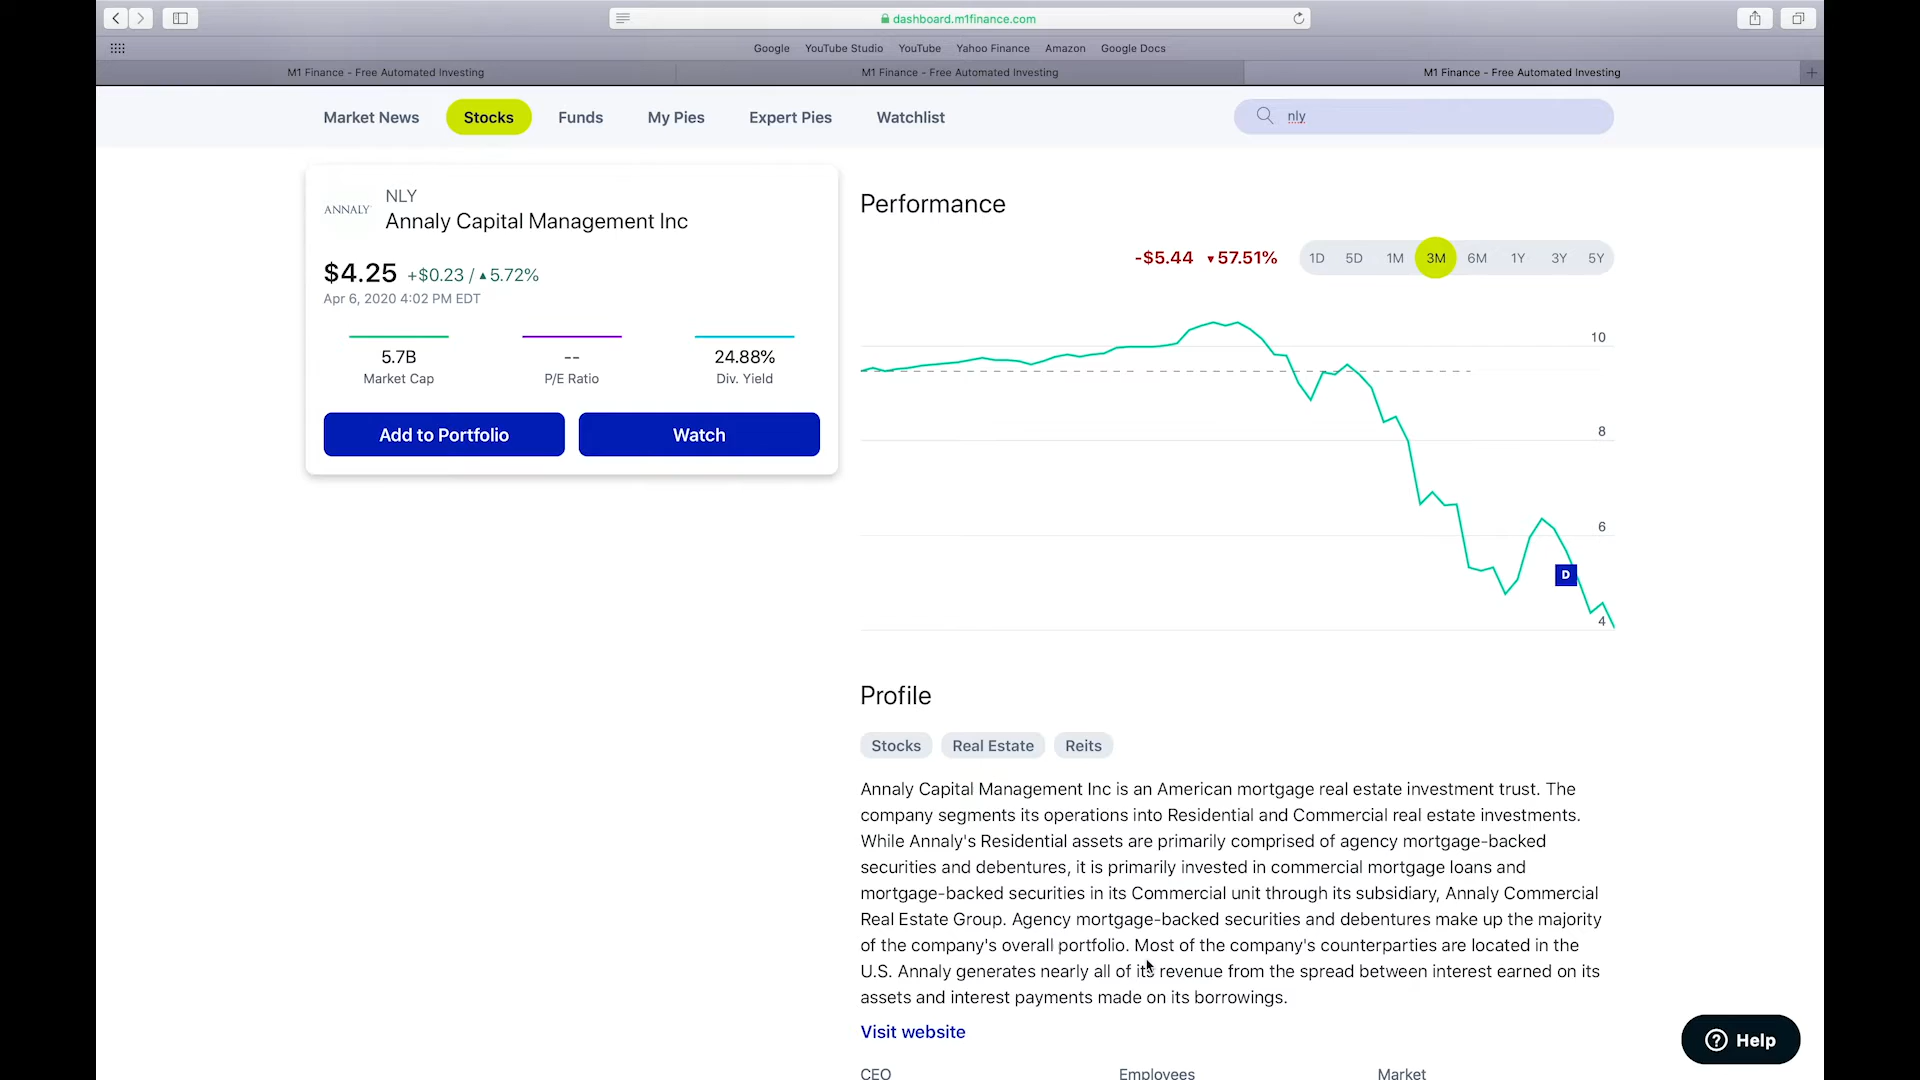 dashboard.m1finance.com
Google YouTube Studio YouTube Yahoo Finance Amazon Google Docs
M1 Finance - Free Automated Investing M1 Finance - Free Automated Investing M1 Finance - Free Automated Investing
Market News Stocks Funds My Pies Expert Pies Watchlist nly
ANNALY
NLY
Annaly Capital Management Inc
$4.25 +$0.23 / ▲5.72%
Apr 6, 2020 4:02 PM EDT
5.7B -- 24.88%
Market Cap P/E Ratio Div. Yield
Add to Portfolio Watch
Performance
-$5.44 ▼57.51% 1D 5D 1M 3M 6M 1Y 3Y 5Y
10
8
6
D
4
Profile
Stocks Real Estate Reits
Annaly Capital Management Inc is an American mortgage real estate investment trust. The
company segments its operations into Residential and Commercial real estate investments.
While Annaly's Residential assets are primarily comprised of agency mortgage-backed
securities and debentures, it is primarily invested in commercial mortgage loans and
mortgage-backed securities in its Commercial unit through its subsidiary, Annaly Commercial
Real Estate Group. Agency mortgage-backed securities and debentures make up the majority
of the company's overall portfolio. Most of the company's counterparties are located in the
U.S. Annaly generates nearly all of its revenue from the spread between interest earned on its
assets and interest payments made on its borrowings.
Visit website
CEO Employees Market
? Help